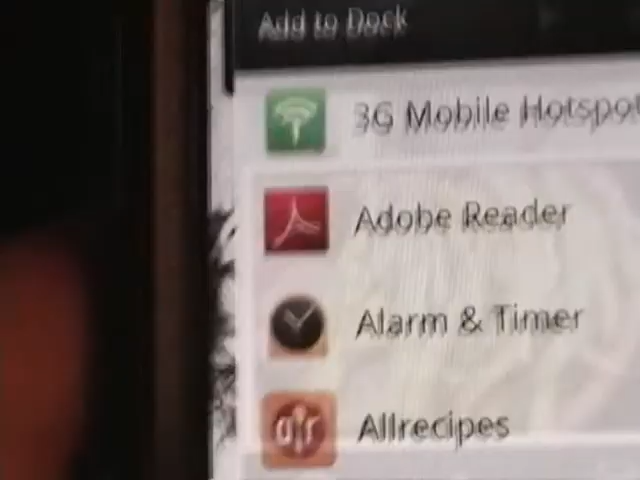 Add to Dock
3G Mobile Hotspot
Adobe Reader
Alarm & Timer
Allrecipes